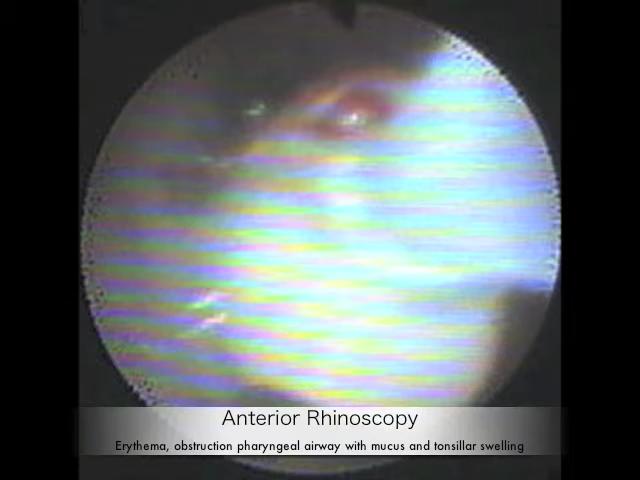 Anterior Rhinoscopy
Erythema, obstruction pharyngeal airway with mucus and tonsillar swelling